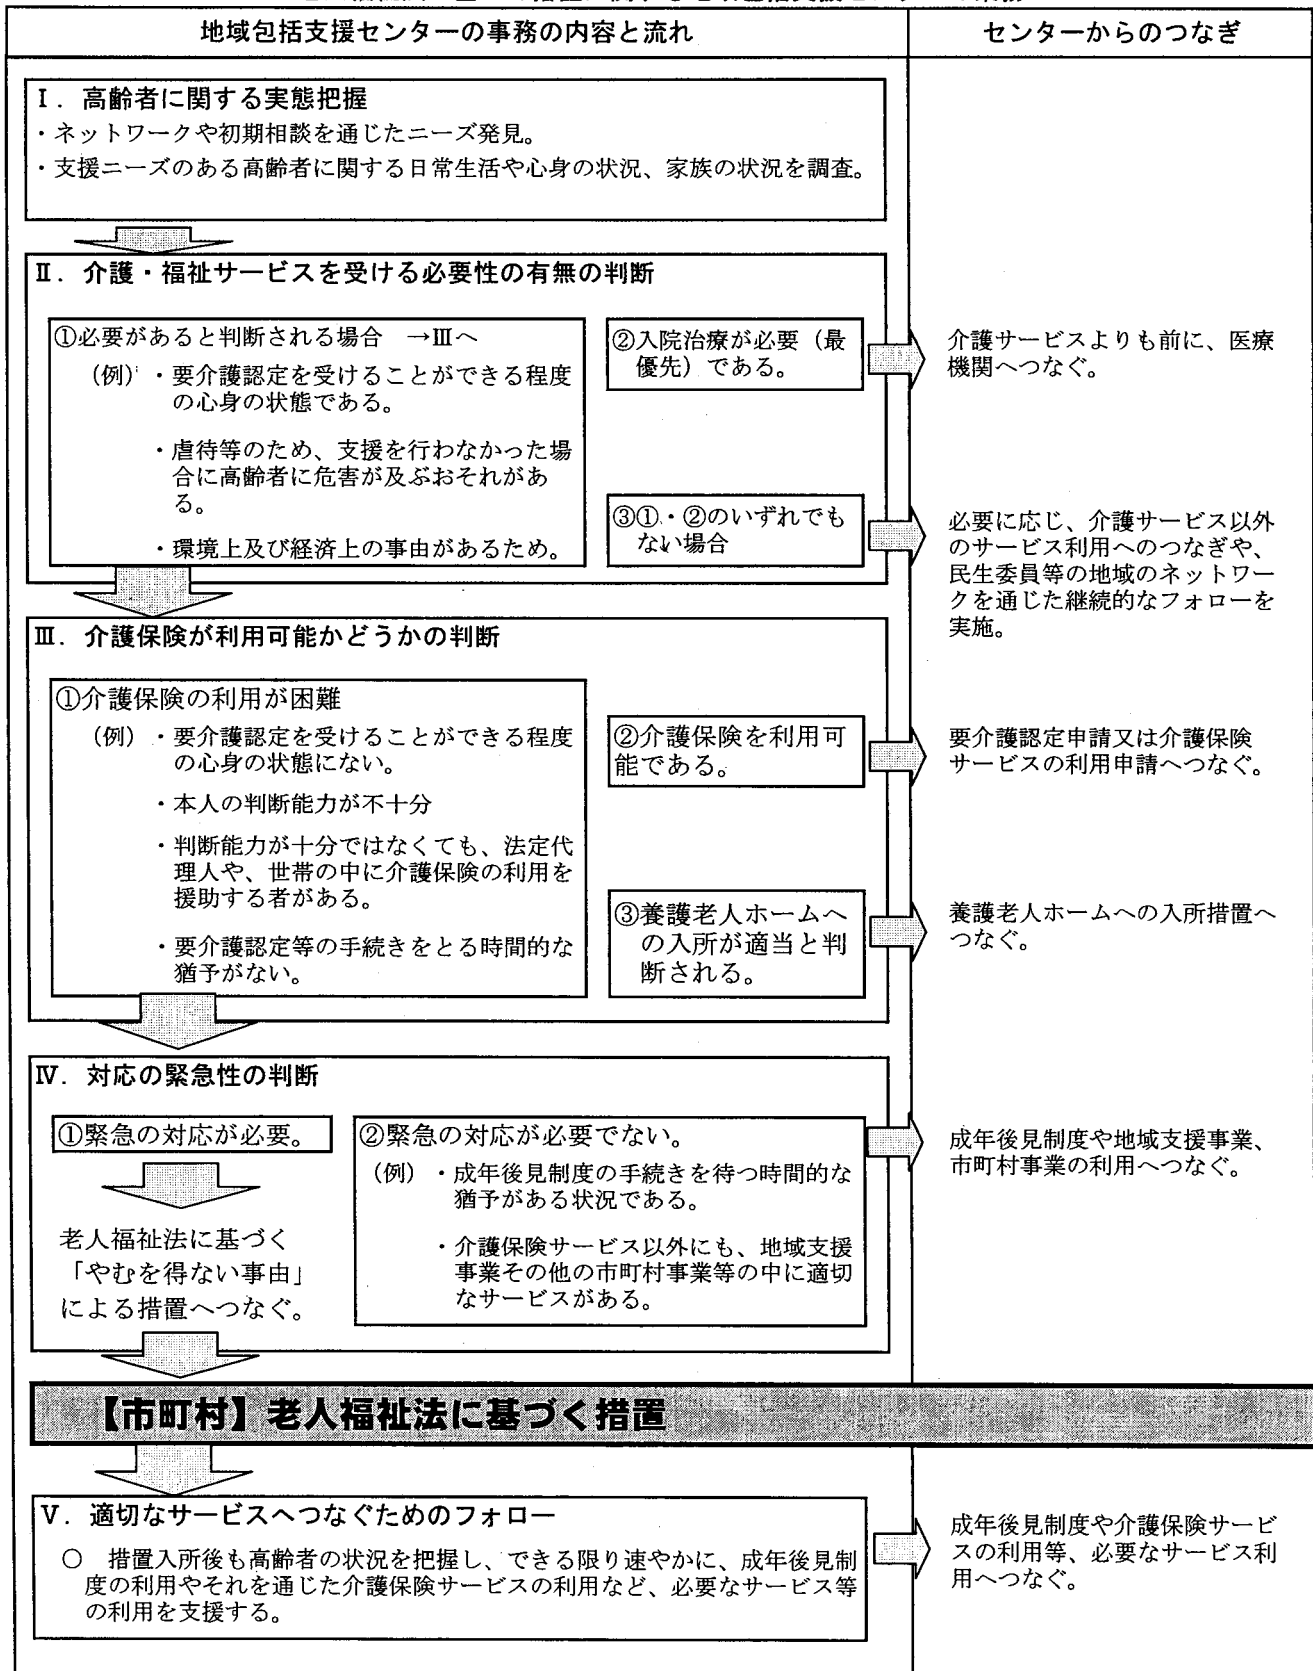 地域包括支援センターの事務の内容と流れ
センターからのつなぎ
Ⅰ．高齢者に関する実態把握
・ネットワークや初期相談を通じたニーズ発見。
・支援ニーズのある高齢者に関する日常生活や心身の状況、家族の状況を調査。
Ⅱ．介護・福祉サービスを受ける必要性の有無の判断
①必要があると判断される場合　→Ⅲへ
（例）・要介護認定を受けることができる程度
の心身の状態である。
・虐待等のため、支援を行わなかった場
合に高齢者に危害が及ぶおそれがあ
る。
・環境上及び経済上の事由があるため。
②入院治療が必要（最
優先）である。
介護サービスよりも前に、医療
機関へつなぐ。
③①・②のいずれでも
ない場合
必要に応じ、介護サービス以外
のサービス利用へのつなぎや、
民生委員等の地域のネットワー
クを通じた継続的なフォローを
実施。
Ⅲ．介護保険が利用可能かどうかの判断
①介護保険の利用が困難
（例）・要介護認定を受けることができる程度
の心身の状態にない。
・本人の判断能力が不十分
・判断能力が十分ではなくても、法定代
理人や、世帯の中に介護保険の利用を
援助する者がある。
・要介護認定等の手続きをとる時間的な
猶予がない。
②介護保険を利用可
能である。
要介護認定申請又は介護保険
サービスの利用申請へつなぐ。
③養護老人ホームへ
の入所が適当と判
断される。
養護老人ホームへの入所措置へ
つなぐ。
Ⅳ．対応の緊急性の判断
①緊急の対応が必要。
老人福祉法に基づく
「やむを得ない事由」
による措置へつなぐ。
②緊急の対応が必要でない。
（例）・成年後見制度の手続きを待つ時間的な
猶予がある状況である。
・介護保険サービス以外にも、地域支援
事業その他の市町村事業等の中に適切
なサービスがある。
成年後見制度や地域支援事業、
市町村事業の利用へつなぐ。
【市町村】老人福祉法に基づく措置
Ⅴ．適切なサービスへつなぐためのフォロー
○　措置入所後も高齢者の状況を把握し、できる限り速やかに、成年後見制
度の利用やそれを通じた介護保険サービスの利用など、必要なサービス等
の利用を支援する。
成年後見制度や介護保険サービ
スの利用等、必要なサービス利
用へつなぐ。